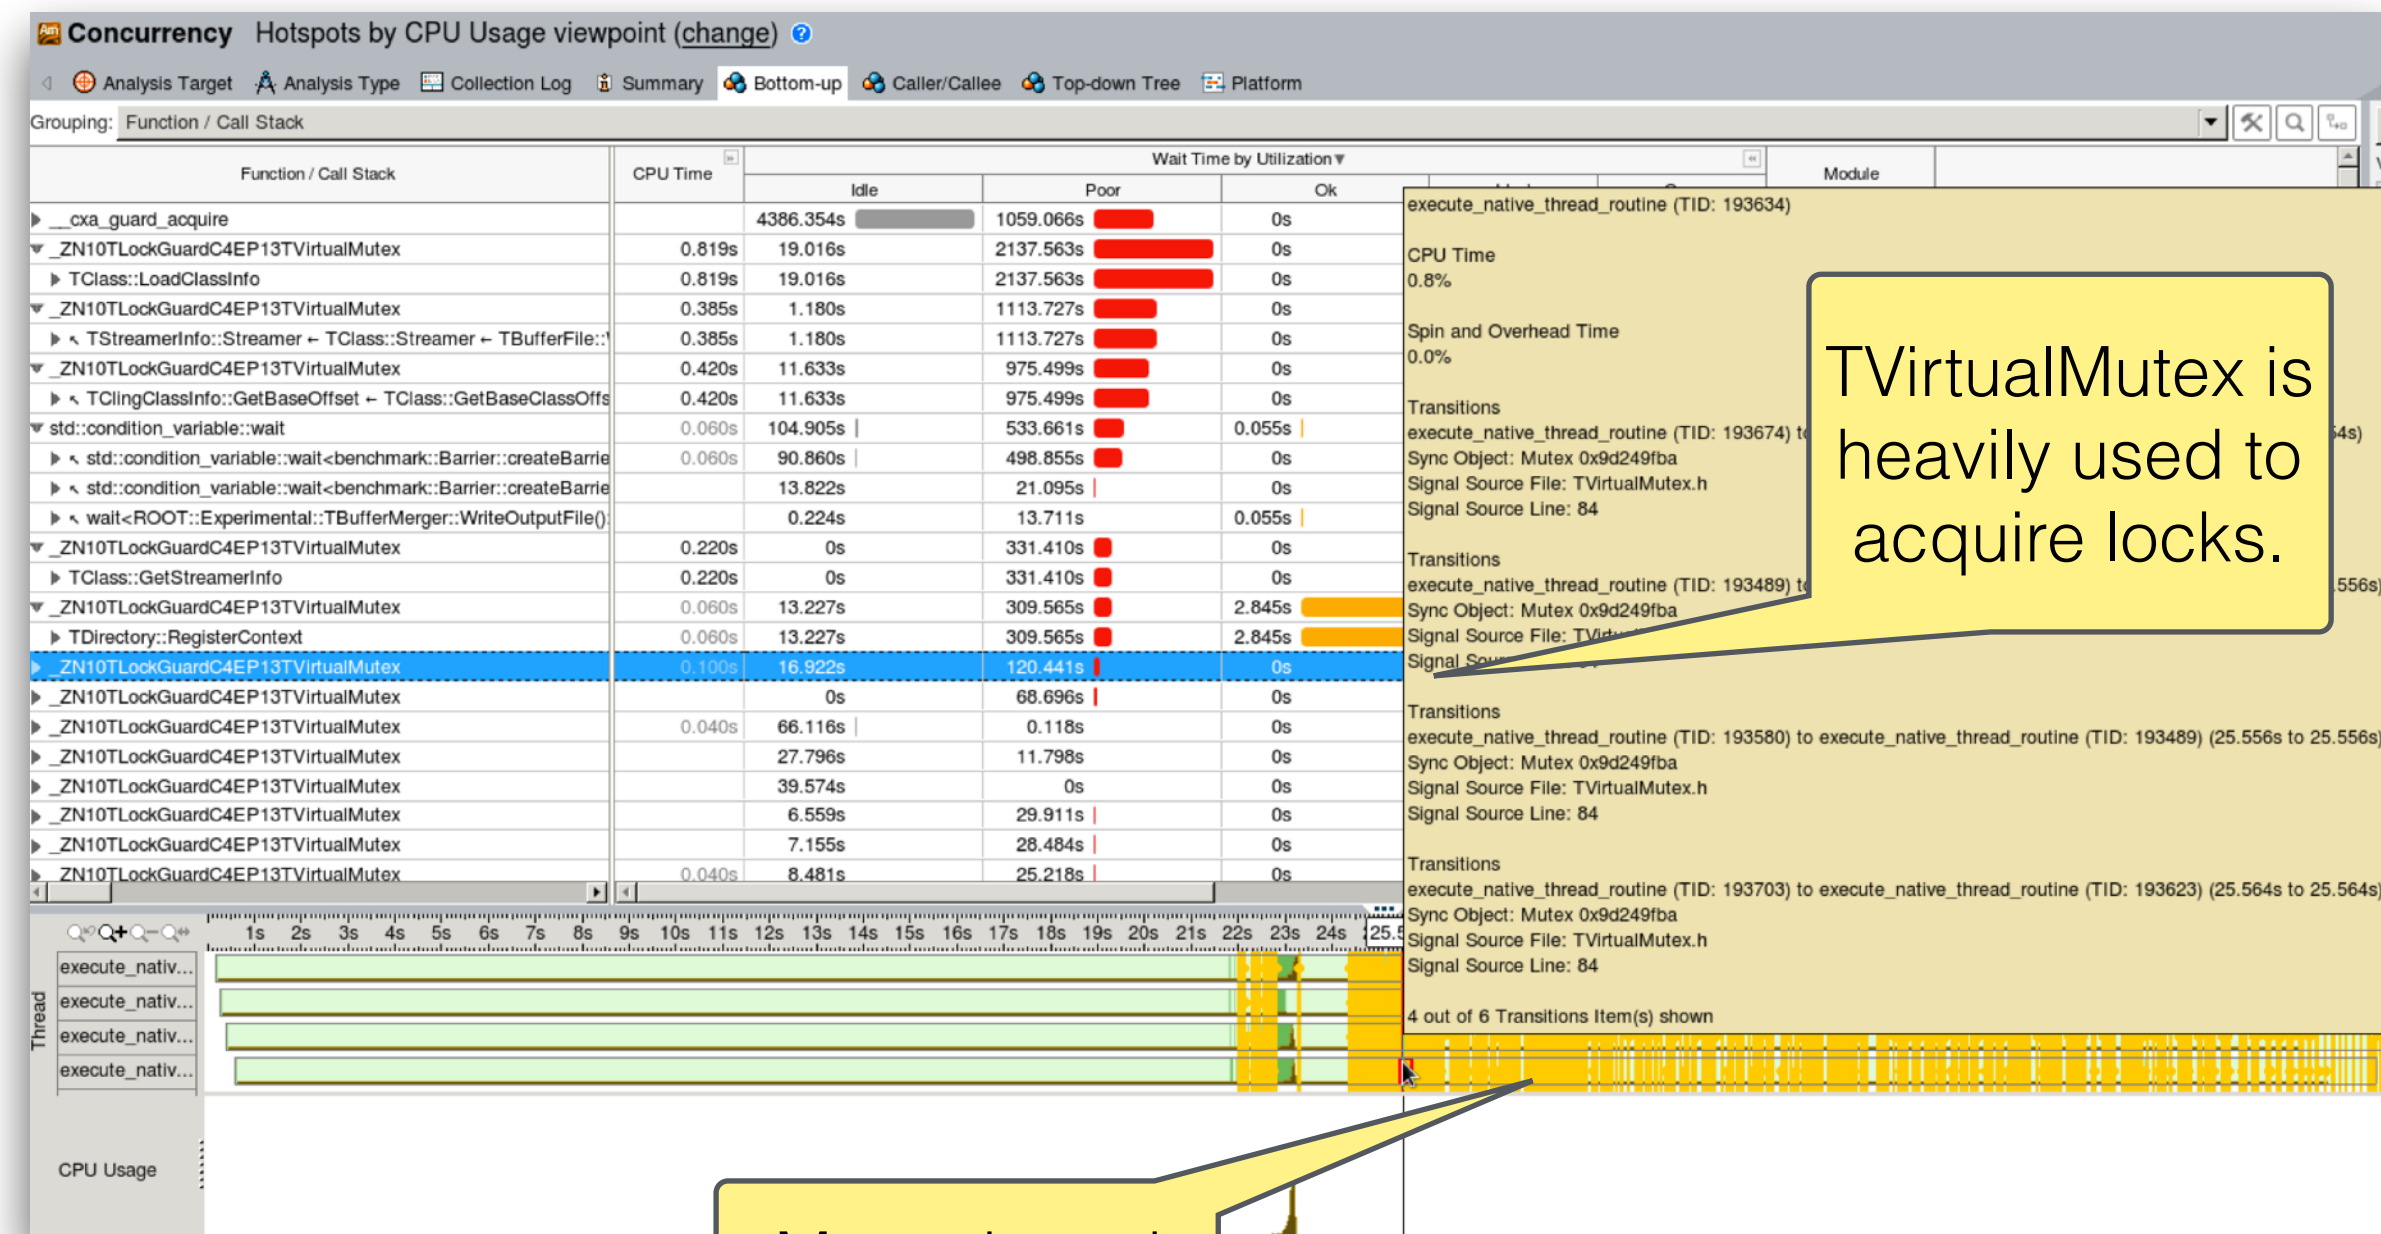 Concurrency Hotspots by CPU Usage viewpoint (change)
Analysis Target Analysis Type Collection Log Summary Bottom-up Caller/Callee Top-down Tree Platform
Grouping: Function / Call Stack
Function / Call Stack CPU Time Wait Time by Utilization Module
Idle Poor Ok
__cxa_guard_acquire 4386.354s 1059.066s 0s
_ZN10TLockGuardC4EP13TVirtualMutex 0.819s 19.016s 2137.563s 0s
TClass::LoadClassInfo 0.819s 19.016s 2137.563s 0s
_ZN10TLockGuardC4EP13TVirtualMutex 0.385s 1.180s 1113.727s 0s
TStreamerInfo::Streamer ← TClass::Streamer ← TBufferFile:: 0.385s 1.180s 1113.727s 0s
_ZN10TLockGuardC4EP13TVirtualMutex 0.420s 11.633s 975.499s 0s
TClingClassInfo::GetBaseOffset ← TClass::GetBaseClassOffs 0.420s 11.633s 975.499s 0s
std::condition_variable::wait 0.060s 104.905s 533.661s 0.055s
std::condition_variable::wait<benchmark::Barrier::createBarrie 0.060s 90.860s 498.855s 0s
std::condition_variable::wait<benchmark::Barrier::createBarrie 13.822s 21.095s 0s
wait<ROOT::Experimental::TBufferMerger::WriteOutputFile() 0.224s 13.711s 0.055s
_ZN10TLockGuardC4EP13TVirtualMutex 0.220s 0s 331.410s 0s
TClass::GetStreamerInfo 0.220s 0s 331.410s 0s
_ZN10TLockGuardC4EP13TVirtualMutex 0.060s 13.227s 309.565s 2.845s
TDirectory::RegisterContext 0.060s 13.227s 309.565s 2.845s
_ZN10TLockGuardC4EP13TVirtualMutex 0.100s 16.922s 120.441s 0s
_ZN10TLockGuardC4EP13TVirtualMutex 0s 68.696s 0s
_ZN10TLockGuardC4EP13TVirtualMutex 0.040s 66.116s 0.118s 0s
_ZN10TLockGuardC4EP13TVirtualMutex 27.796s 11.798s 0s
_ZN10TLockGuardC4EP13TVirtualMutex 39.574s 0s 0s
_ZN10TLockGuardC4EP13TVirtualMutex 6.559s 29.911s 0s
_ZN10TLockGuardC4EP13TVirtualMutex 7.155s 28.484s 0s
_ZN10TLockGuardC4EP13TVirtualMutex 0.040s 8.481s 25.218s 0s
execute_native_thread_routine (TID: 193634)
CPU Time
0.8%
Spin and Overhead Time
0.0%
Transitions
execute_native_thread_routine (TID: 193674) 54s)
Sync Object: Mutex 0x9d249fba
Signal Source File: TVirtualMutex.h
Signal Source Line: 84
Transitions
execute_native_thread_routine (TID: 193489) .556s)
Sync Object: Mutex 0x9d249fba
Signal Source File:
Signal
Transitions
execute_native_thread_routine (TID: 193580) to execute_native_thread_routine (TID: 193489) (25.556s to 25.556s)
Sync Object: Mutex 0x9d249fba
Signal Source File: TVirtualMutex.h
Signal Source Line: 84
Transitions
execute_native_thread_routine (TID: 193703) to execute_native_thread_routine (TID: 193623) (25.564s to 25.564s)
Sync Object: Mutex 0x9d249fba
Signal Source File: TVirtualMutex.h
Signal Source Line: 84
4 out of 6 Transitions Item(s) shown
TVirtualMutex is
heavily used to
acquire locks.
1s 2s 3s 4s 5s 6s 7s 8s 9s 10s 11s 12s 13s 14s 15s 16s 17s 18s 19s 20s 21s 22s 23s 24s 25.5
Thread
execute_nativ...
execute_nativ...
execute_nativ...
execute_nativ...
CPU Usage